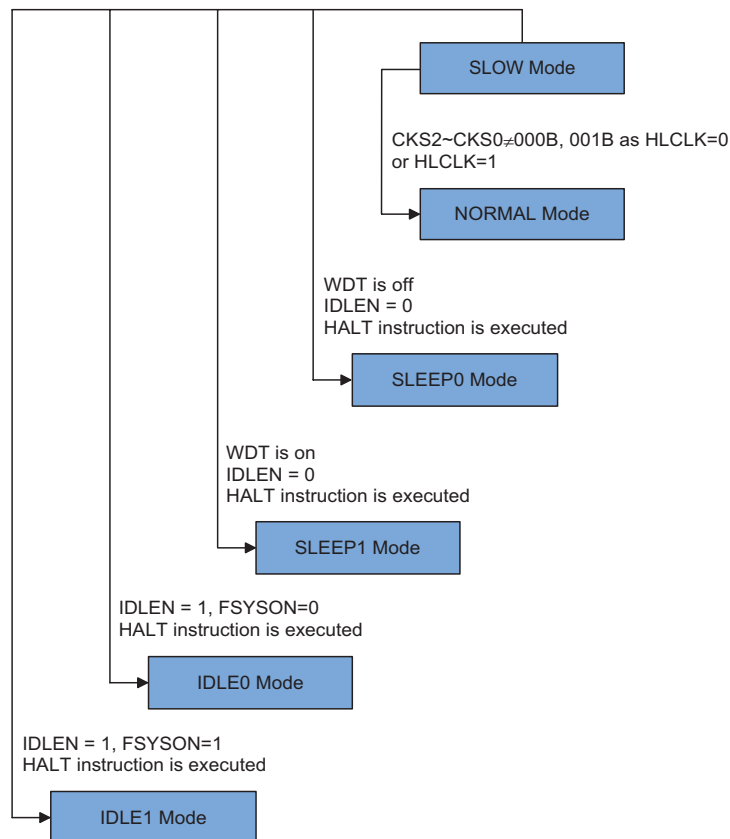 SLOW Mode
CKS2~CKS0≠000B, 001B as HLCLK=0
or HLCLK=1
NORMAL Mode
WDT is off
IDLEN = 0
HALT instruction is executed
SLEEP0 Mode
WDT is on
IDLEN = 0
HALT instruction is executed
SLEEP1 Mode
IDLEN = 1, FSYSON=0
HALT instruction is executed
IDLE0 Mode
IDLEN = 1, FSYSON=1
HALT instruction is executed
IDLE1 Mode